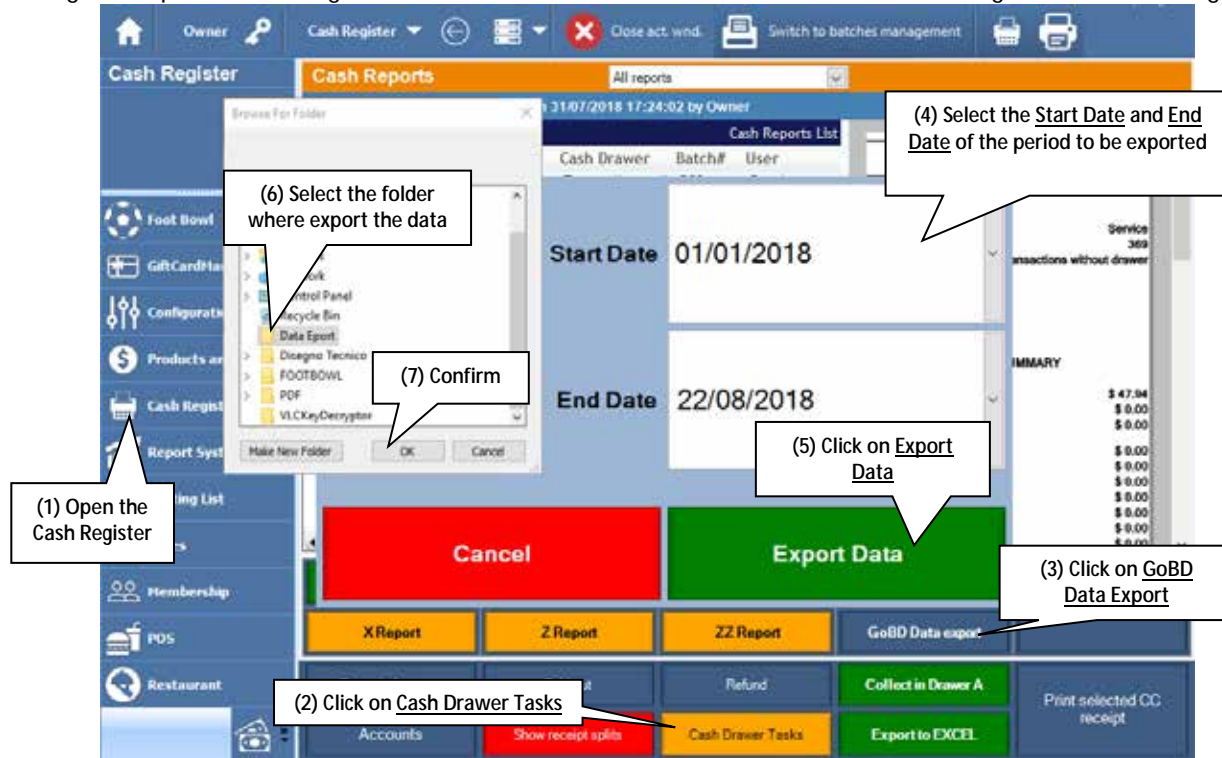 Owner
Cash Register
Close act. wnd.
Switch to batches management
Cash Register
Cash Reports
All reports
31/07/2018 17:24:02 by Owner
Browse For Folder
Cash Reports List
Cash Drawer Batch# User
(4) Select the Start Date and End
Date of the period to be exported
(6) Select the folder
where export the data
Foot Bowl
Start Date
01/01/2018
Service
369
ansactions without drawer
GiftCardMa
Control Panel
Configurati
Recycle Bin
Data Eport
Products an
Disegno Tecnico
FOOTBOWL
PDF
VLCKeyDecryptor
(7) Confirm
End Date
22/08/2018
MMARY
$ 47.94
$ 0.00
$ 0.00
$ 0.00
$ 0.00
$ 0.00
$ 0.00
$ 0.00
$ 0.00
$ 0.00
Cash Regist
Report Syst
Make New Folder
OK
Cancel
(5) Click on Export
Data
(1) Open the
Cash Register
ing List
Cancel
Export Data
(3) Click on GoBD
Data Export
Membership
POS
X Report
Z Report
ZZ Report
GoBD Data export
Restaurant
(2) Click on Cash Drawer Tasks
Refund
Collect in Drawer A
Print selected CC
receipt
Accounts
Show receipt splits
Cash Drawer Tasks
Export to EXCEL